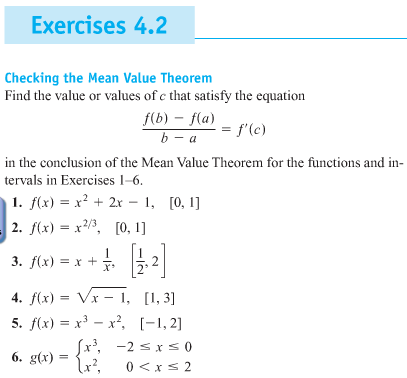 Exercises 4.2
Checking the Mean Value Theorem
Find the value or values of c that satisfy the equation
f(b) − f(a)
b − a
= f′(c)
in the conclusion of the Mean Value Theorem for the functions and in-
tervals in Exercises 1–6.
1. f(x) = x² + 2x − 1, [0, 1]
2. f(x) = x^{2/3}, [0, 1]
3. f(x) = x + 1/x, [1/2, 2]
4. f(x) = √(x − 1), [1, 3]
5. f(x) = x³ − x², [−1, 2]
6. g(x) = { x³, −2 ≤ x ≤ 0
x², 0 < x ≤ 2